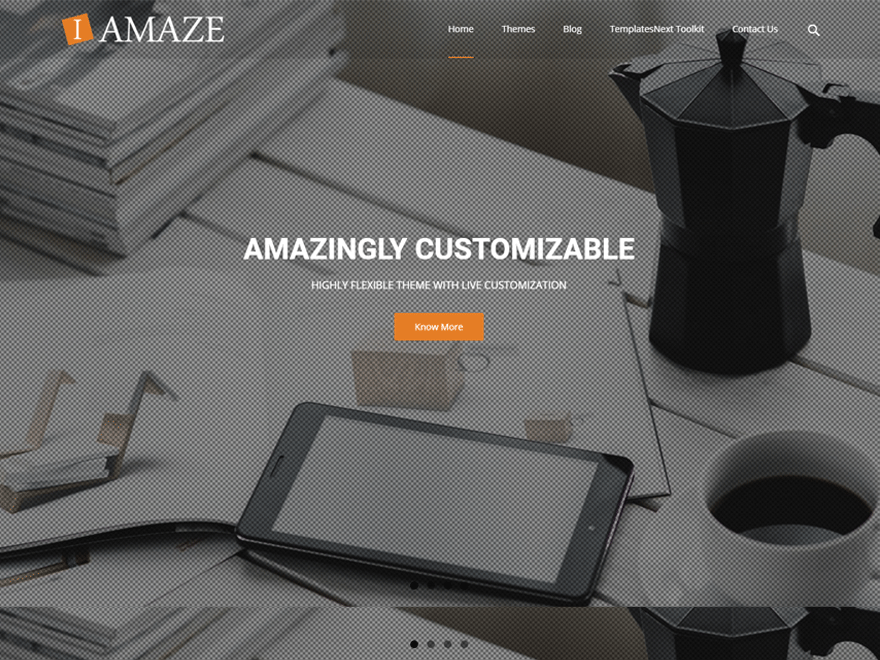 I AMAZE
Home Themes Blog TemplatesNext Toolkit Contact Us
AMAZINGLY CUSTOMIZABLE
HIGHLY FLEXIBLE THEME WITH LIVE CUSTOMIZATION
Know More